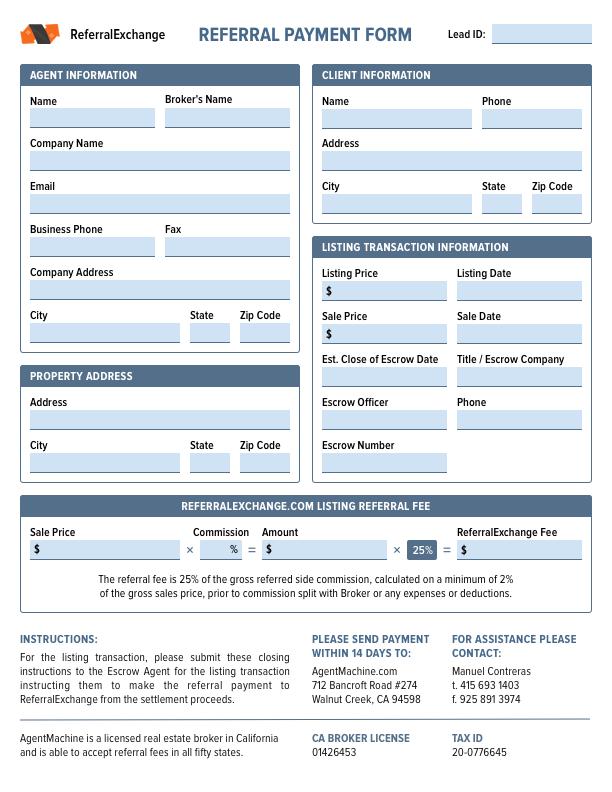 ReferralExchange
REFERRAL PAYMENT FORM
Lead ID:
AGENT INFORMATION
Name
Broker's Name
Company Name
Email
Business Phone
Fax
Company Address
City
State
Zip Code
PROPERTY ADDRESS
Address
City
State
Zip Code
CLIENT INFORMATION
Name
Phone
Address
City
State
Zip Code
LISTING TRANSACTION INFORMATION
Listing Price
Listing Date
$
Sale Price
Sale Date
$
Est. Close of Escrow Date
Title / Escrow Company
Escrow Officer
Phone
Escrow Number
REFERRALEXCHANGE.COM LISTING REFERRAL FEE
Sale Price
Commission
Amount
ReferralExchange Fee
$ × % = $ × 25% = $
The referral fee is 25% of the gross referred side commission, calculated on a minimum of 2%
of the gross sales price, prior to commission split with Broker or any expenses or deductions.
INSTRUCTIONS:
For the listing transaction, please submit these closing
instructions to the Escrow Agent for the listing transaction
instructing them to make the referral payment to
ReferralExchange from the settlement proceeds.
PLEASE SEND PAYMENT
WITHIN 14 DAYS TO:
AgentMachine.com
712 Bancroft Road #274
Walnut Creek, CA 94598
FOR ASSISTANCE PLEASE
CONTACT:
Manuel Contreras
t. 415 693 1403
f. 925 891 3974
AgentMachine is a licensed real estate broker in California
and is able to accept referral fees in all fifty states.
CA BROKER LICENSE
01426453
TAX ID
20-0776645